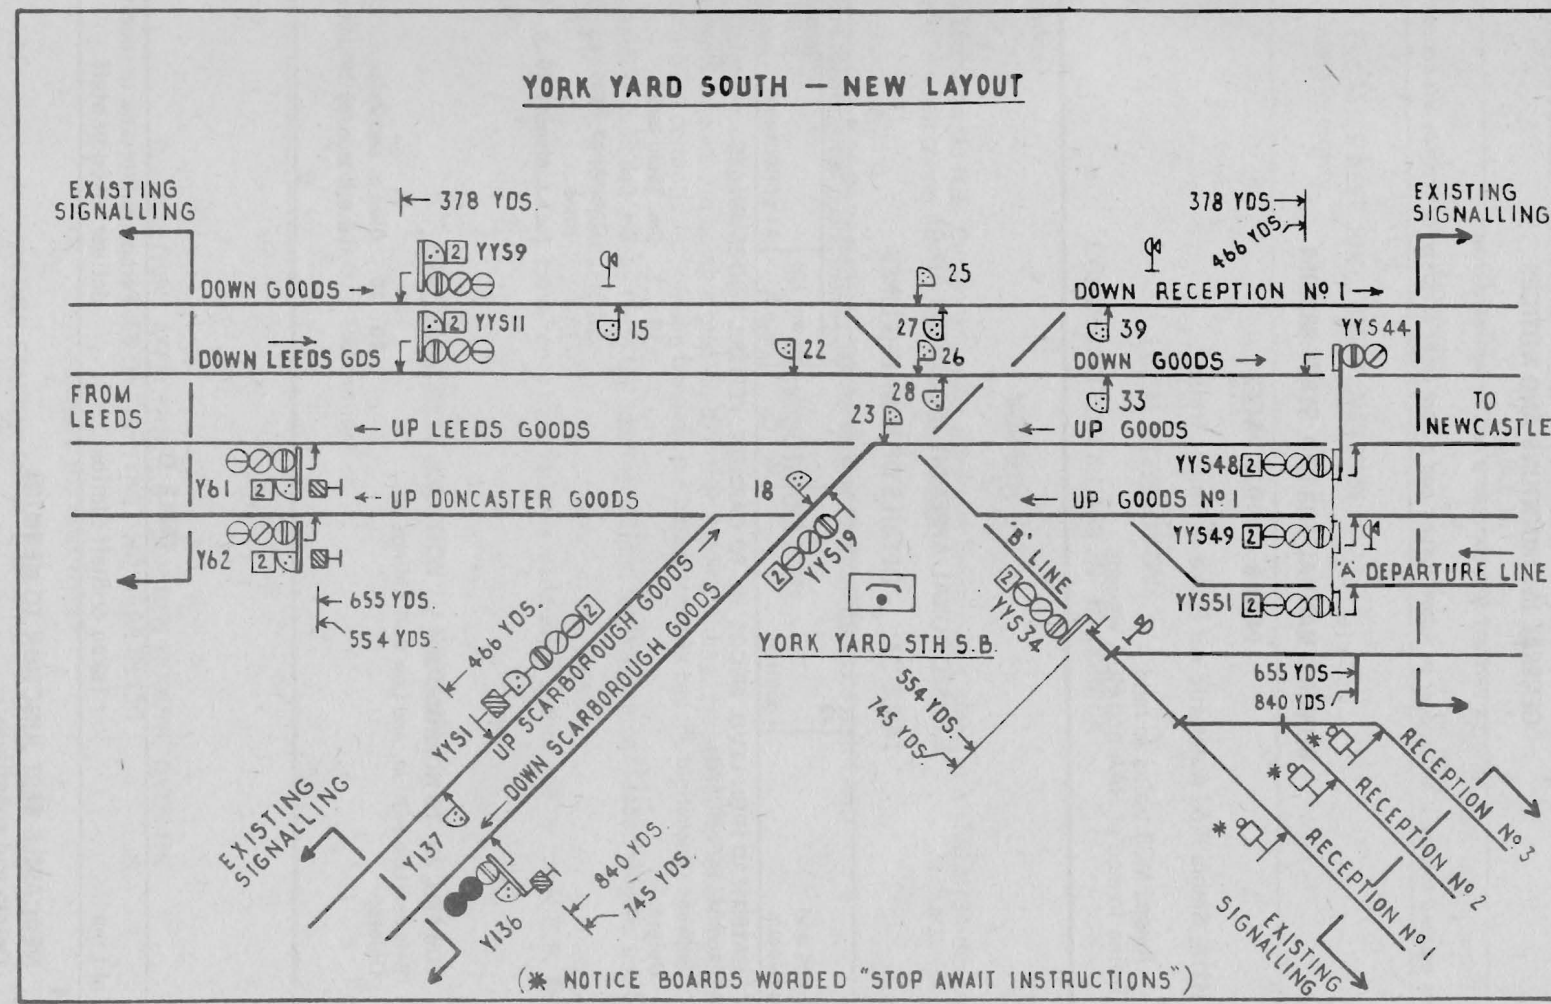 YORK YARD SOUTH — NEW LAYOUT
EXISTING
SIGNALLING
← 378 YDS.
378 YDS. →
466 YDS. →
EXISTING
SIGNALLING
2 YYS9
25
DOWN GOODS →
DOWN RECEPTION Nº 1 →
2 YYS11
15
27
39
YYS44
DOWN LEEDS GDS
22
26
DOWN GOODS →
FROM
LEEDS
28
33
TO
NEWCASTLE
23
← UP LEEDS GOODS
← UP GOODS
YYS48 2
Y61 2
← UP DONCASTER GOODS
18
← UP GOODS Nº 1
2 YYS19
'B' LINE
YYS49 2
Y62 2
'A' DEPARTURE LINE
← 655 YDS.
← 554 YDS.
466 YDS.
2
YYS1
UP SCARBOROUGH GOODS →
← DOWN SCARBOROUGH GOODS
2 YYS34
YYS51 2
YORK YARD STH S.B.
655 YDS →
840 YDS →
554 YDS. →
745 YDS. →
EXISTING
SIGNALLING
Y137
Y136
← 840 YDS.
← 745 YDS.
*
*
*
RECEPTION Nº 3
RECEPTION Nº 2
RECEPTION Nº 1
EXISTING
SIGNALLING
(* NOTICE BOARDS WORDED "STOP AWAIT INSTRUCTIONS")